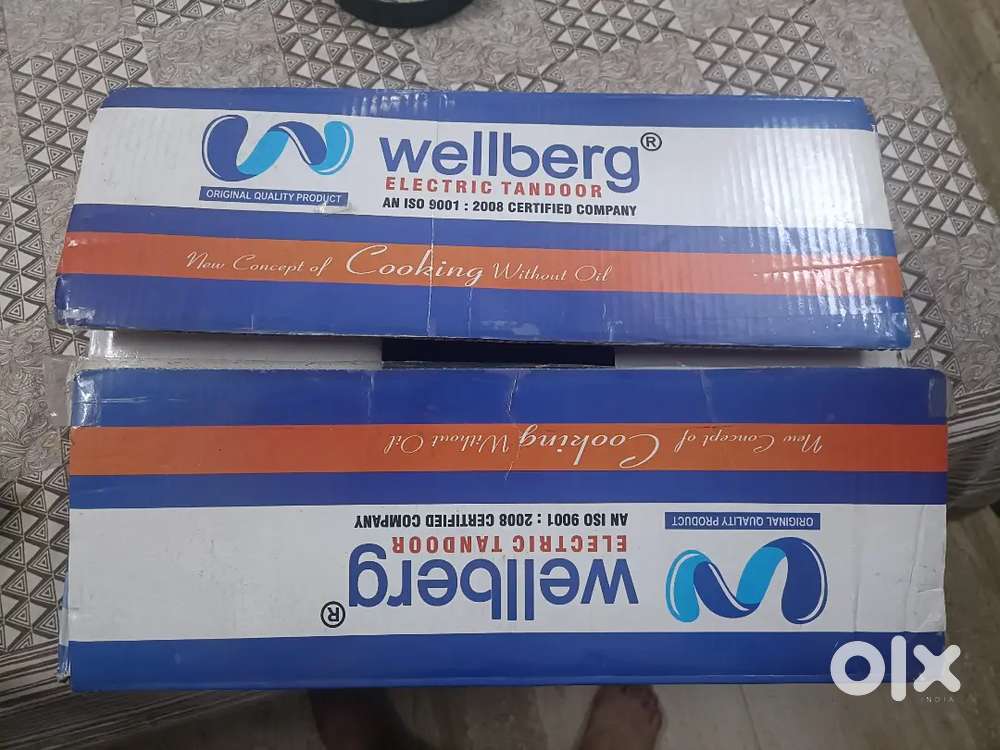 wellberg®
ELECTRIC TANDOOR
AN ISO 9001 : 2008 CERTIFIED COMPANY
ORIGINAL QUALITY PRODUCT
New Concept of Cooking Without Oil
New Concept of Cooking Without Oil
ORIGINAL QUALITY PRODUCT
wellberg®
ELECTRIC TANDOOR
AN ISO 9001 : 2008 CERTIFIED COMPANY
olx
INDIA